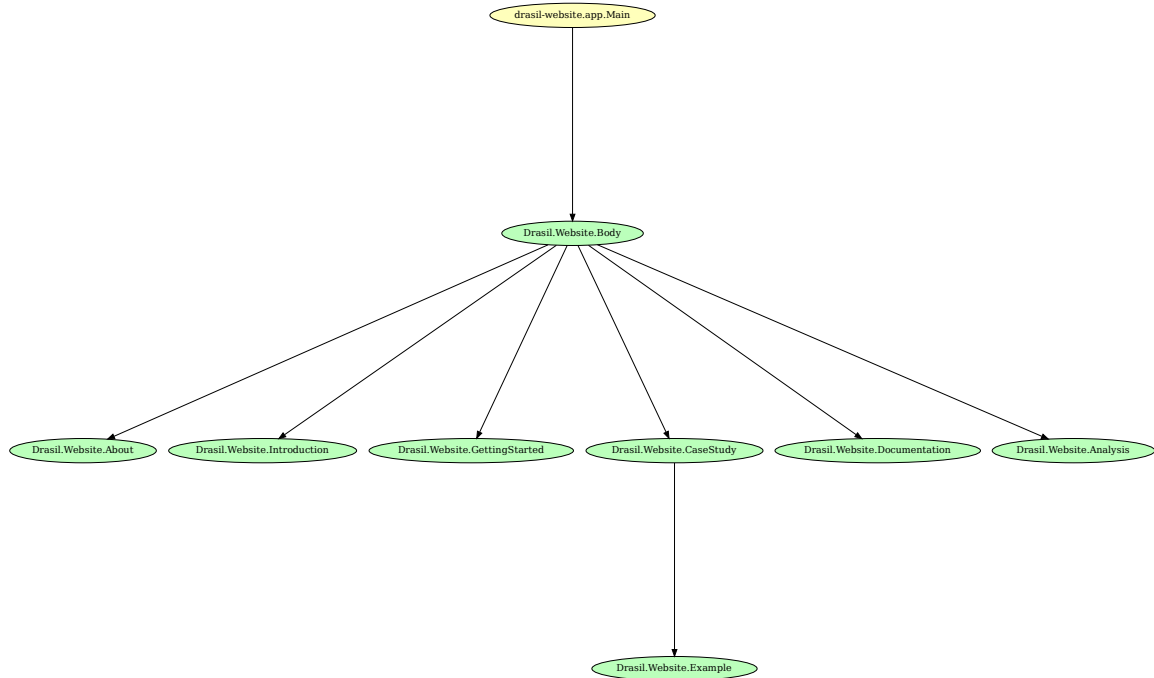 drasil-website.app.Main
Drasil.Website.Body
Drasil.Website.About
Drasil.Website.Introduction
Drasil.Website.GettingStarted
Drasil.Website.CaseStudy
Drasil.Website.Documentation
Drasil.Website.Analysis
Drasil.Website.Example